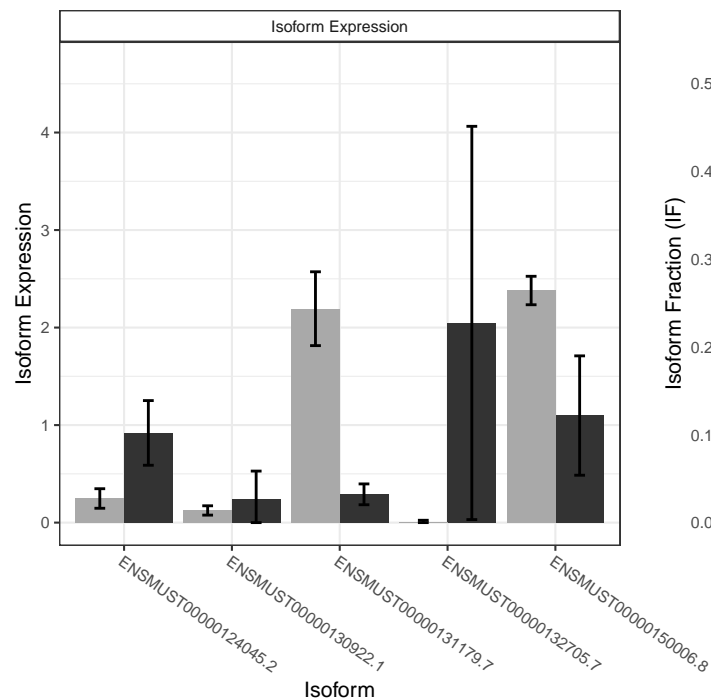 Isoform Expression
Isoform Expression
4
3
2
1
0
ENSMUST00000124045.2
ENSMUST00000130922.1
ENSMUST00000131179.7
ENSMUST00000132705.7
ENSMUST00000150006.8
Isoform
Isoform Fraction (IF)
0.5
0.4
0.3
0.2
0.1
0.0